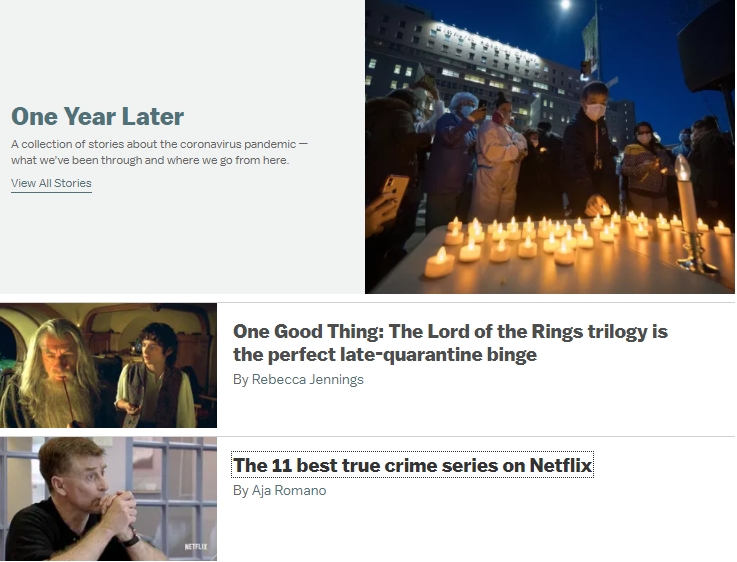 One Year Later
A collection of stories about the coronavirus pandemic —
what we've been through and where we go from here.
View All Stories
One Good Thing: The Lord of the Rings trilogy is
the perfect late-quarantine binge
By Rebecca Jennings
The 11 best true crime series on Netflix
By Aja Romano
NETFLIX